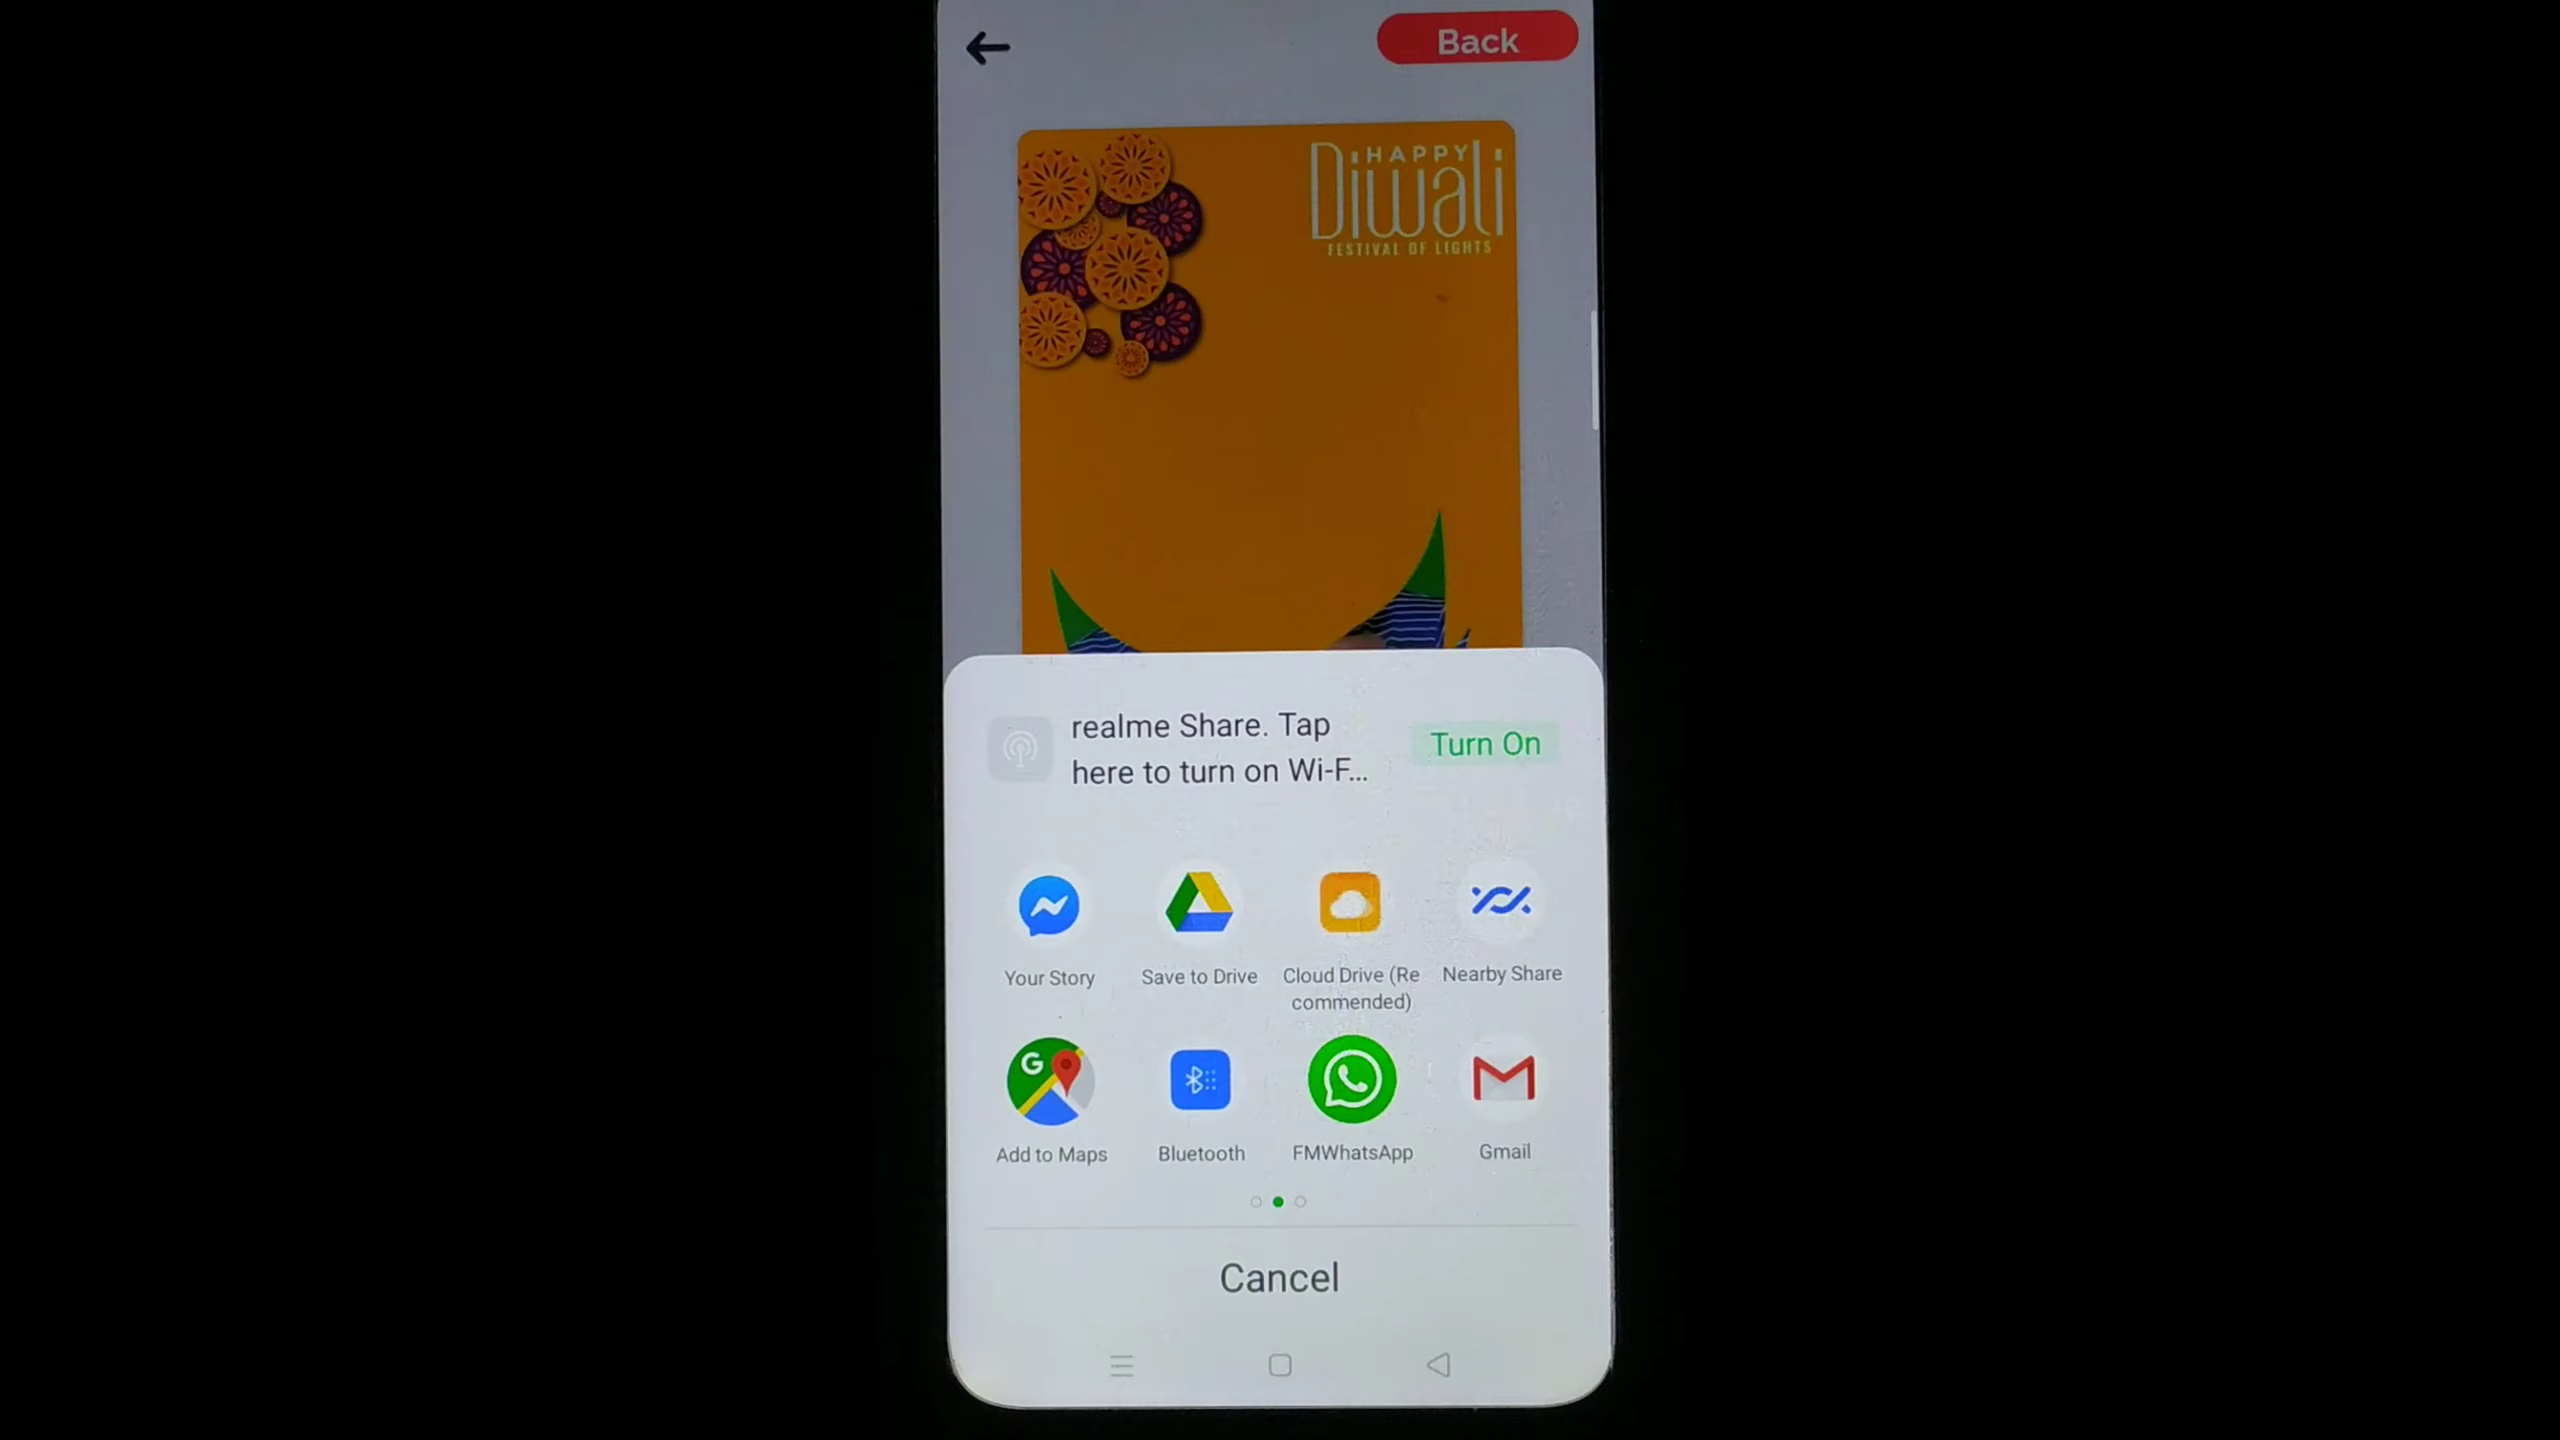 Back
HAPPY
Diwali
FESTIVAL OF LIGHTS
realme Share. Tap
here to turn on Wi-F...
Turn On
Your Story
Save to Drive
Cloud Drive (Re
commended)
Nearby Share
G
Add to Maps
Bluetooth
FMWhatsApp
Gmail
Cancel